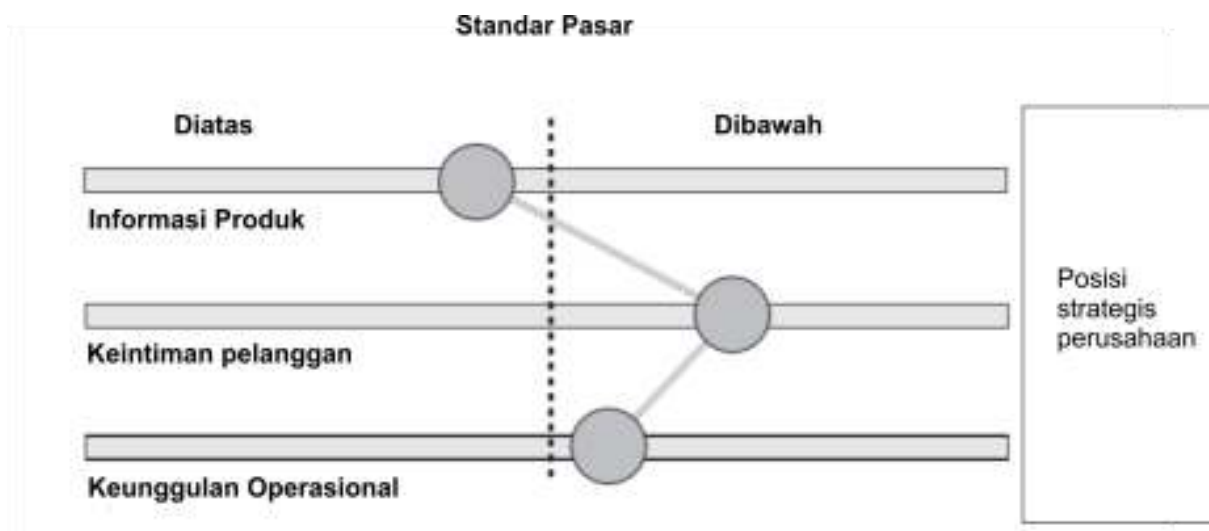 Standar Pasar
Diatas
Dibawah
Informasi Produk
Keintiman pelanggan
Keunggulan Operasional
Posisi
strategis
perusahaan